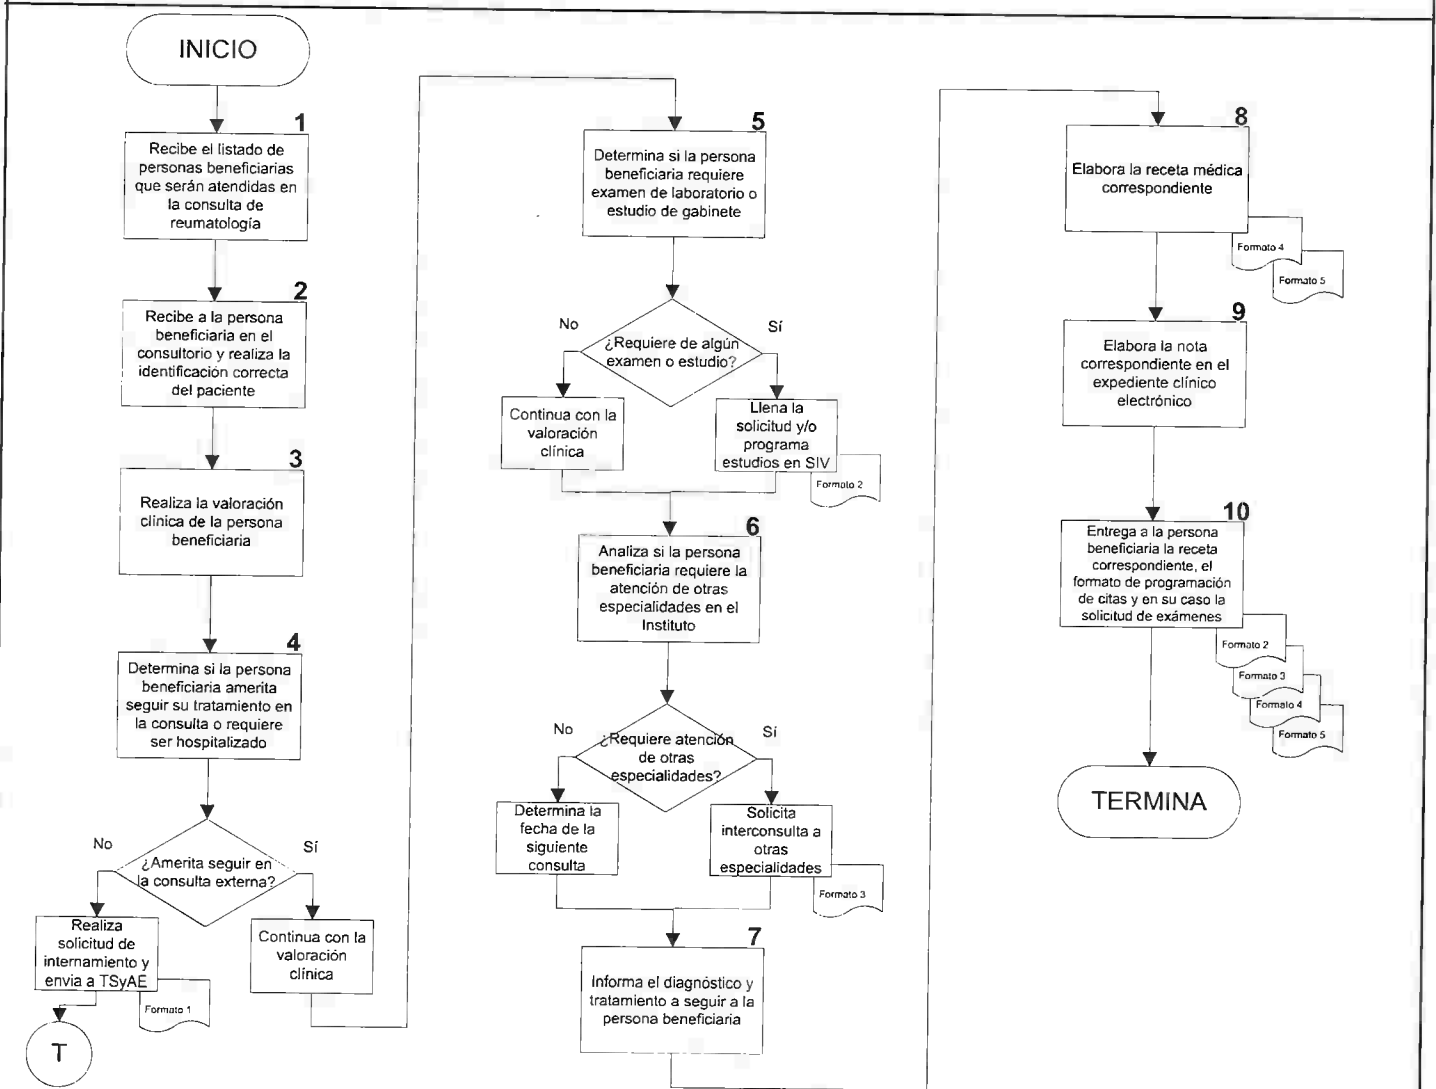 INICIO
1
Recibe el listado de
personas beneficiarias
que serán atendidas en
la consulta de
reumatología
2
Recibe a la persona
beneficiaria en el
consultorio y realiza la
identificación correcta
del paciente
3
Realiza la valoración
clínica de la persona
beneficiaria
4
Determina si la persona
beneficiaria amerita
seguir su tratamiento en
la consulta o requiere
ser hospitalizado
No
Sí
¿Amerita seguir en
la consulta externa?
Realiza
solicitud de
internamiento y
envia a TSyAE
Formato 1
T
Continua con la
valoración
clínica
5
Determina si la persona
beneficiaria requiere
examen de laboratorio o
estudio de gabinete
No
Sí
¿Requiere de algún
examen o estudio?
Continua con la
valoración
clínica
Llena la
solicitud y/o
programa
estudios en SIV
Formato 2
6
Analiza si la persona
beneficiaria requiere la
atención de otras
especialidades en el
Instituto
No
Sí
¿Requiere atención
de otras
especialidades?
Determina la
fecha de la
siguiente
consulta
Solicita
interconsulta a
otras
especialidades
Formato 3
7
Informa el diagnóstico y
tratamiento a seguir a la
persona beneficiaria
8
Elabora la receta médica
correspondiente
Formato 4
Formato 5
9
Elabora la nota
correspondiente en el
expediente clínico
electrónico
10
Entrega a la persona
beneficiaria la receta
correspondiente, el
formato de programación
de citas y en su caso la
solicitud de exámenes
Formato 2
Formato 3
Formato 4
Formato 5
TERMINA